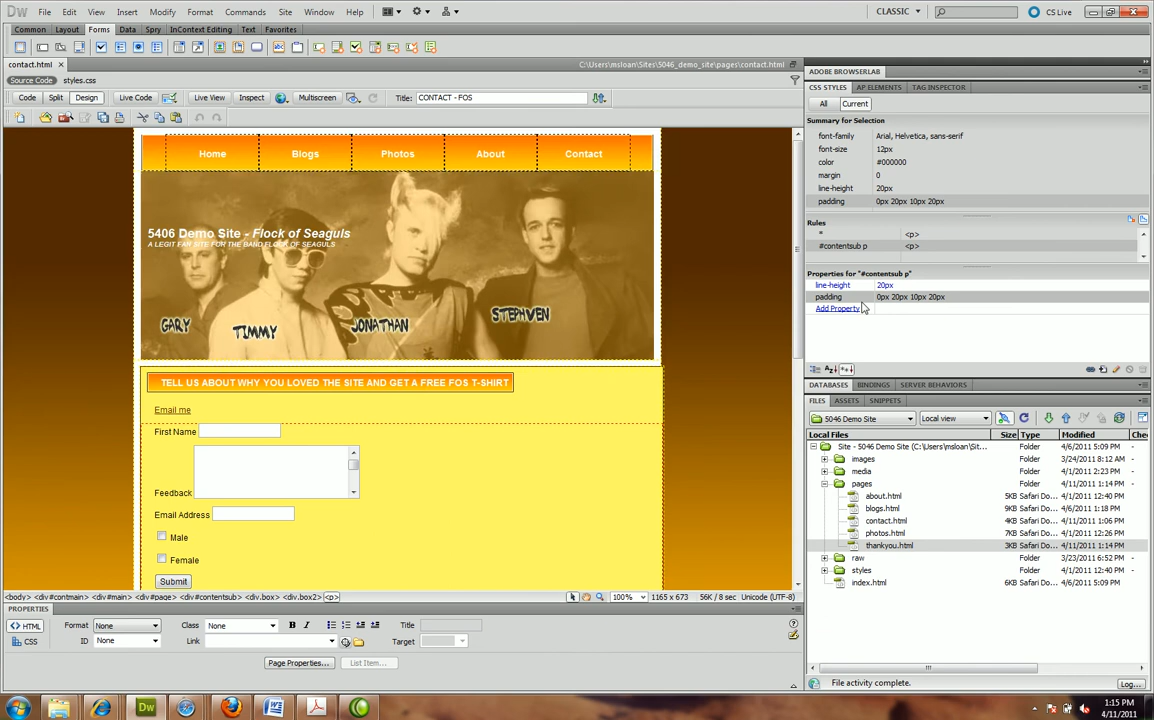 Dw File Edit View Insert Modify Format Commands Site Window Help CLASSIC CS Live
Common Layout Forms Data Spry InContext Editing Text Favorites
contact.html C:\Users\msloan\Sites\5046_demo_site\pages\contact.html
Source Code styles.css
Code Split Design Live Code Live View Inspect Multiscreen Title: CONTACT - FOS
Home Blogs Photos About Contact
5406 Demo Site - Flock of Seaguls
A LEGIT FAN SITE FOR THE BAND FLOCK OF SEAGULS
GARY TIMMY JONATHAN STEPHVEN
TELL US ABOUT WHY YOU LOVED THE SITE AND GET A FREE FOS T-SHIRT
Email me
First Name
Feedback
Email Address
Male
Female
Submit
<body> <div#contmain> <div#main> <div#page> <div#contentsub> <div.box> <div.box2> <p> 100% 1165 x 673 56K / 8 sec Unicode (UTF-8)
PROPERTIES
HTML Format None Class None B I Title
CSS ID None Link Target
Page Properties... List Item...
ADOBE BROWSERLAB
CSS STYLES AP ELEMENTS TAG INSPECTOR
All Current
Summary for Selection
font-family Arial, Helvetica, sans-serif
font-size 12px
color #000000
margin 0
line-height 20px
padding 0px 20px 10px 20px
Rules
* <p>
#contentsub p <p>
Properties for "#contentsub p"
line-height 20px
padding 0px 20px 10px 20px
Add Property
DATABASES BINDINGS SERVER BEHAVIORS
FILES ASSETS SNIPPETS
5046 Demo Site Local view
Local Files Size Type Modified Che
Site - 5046 Demo Site (C:\Users\msloan\Sit... Folder 4/6/2011 5:09 PM -
images Folder 3/24/2011 8:12 AM -
media Folder 4/1/2011 2:23 PM -
pages Folder 4/11/2011 1:14 PM -
about.html 5KB Safari Do... 4/1/2011 12:40 PM
blogs.html 9KB Safari Do... 4/6/2011 1:18 PM
contact.html 4KB Safari Do... 4/11/2011 1:06 PM
photos.html 7KB Safari Do... 4/1/2011 12:26 PM
thankyou.html 3KB Safari Do... 4/11/2011 1:14 PM
raw Folder 3/23/2011 6:52 PM -
styles Folder 4/1/2011 12:40 PM -
index.html 6KB Safari Do... 4/6/2011 5:09 PM
File activity complete. Log...
Dw 1:15 PM
4/11/2011